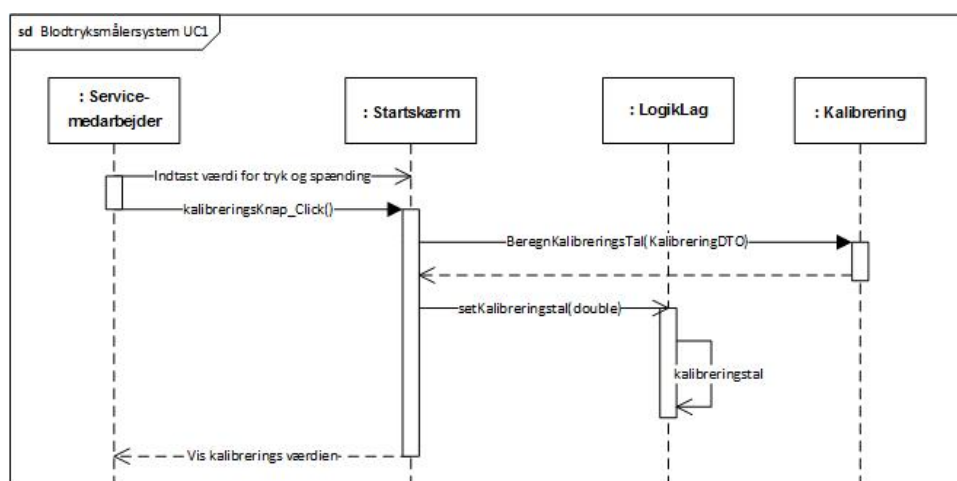 sd Blodtryksmålersystem UC1
: Service-
medarbejder
: Startskærm
: LogikLag
: Kalibrering
Indtast værdi for tryk og spænding
kalibreringsKnap_Click()
BeregnKalibreringsTal(KalibreringDTO)
setKalibreringstal(double)
kalibreringstal
Vis kalibrerings værdien